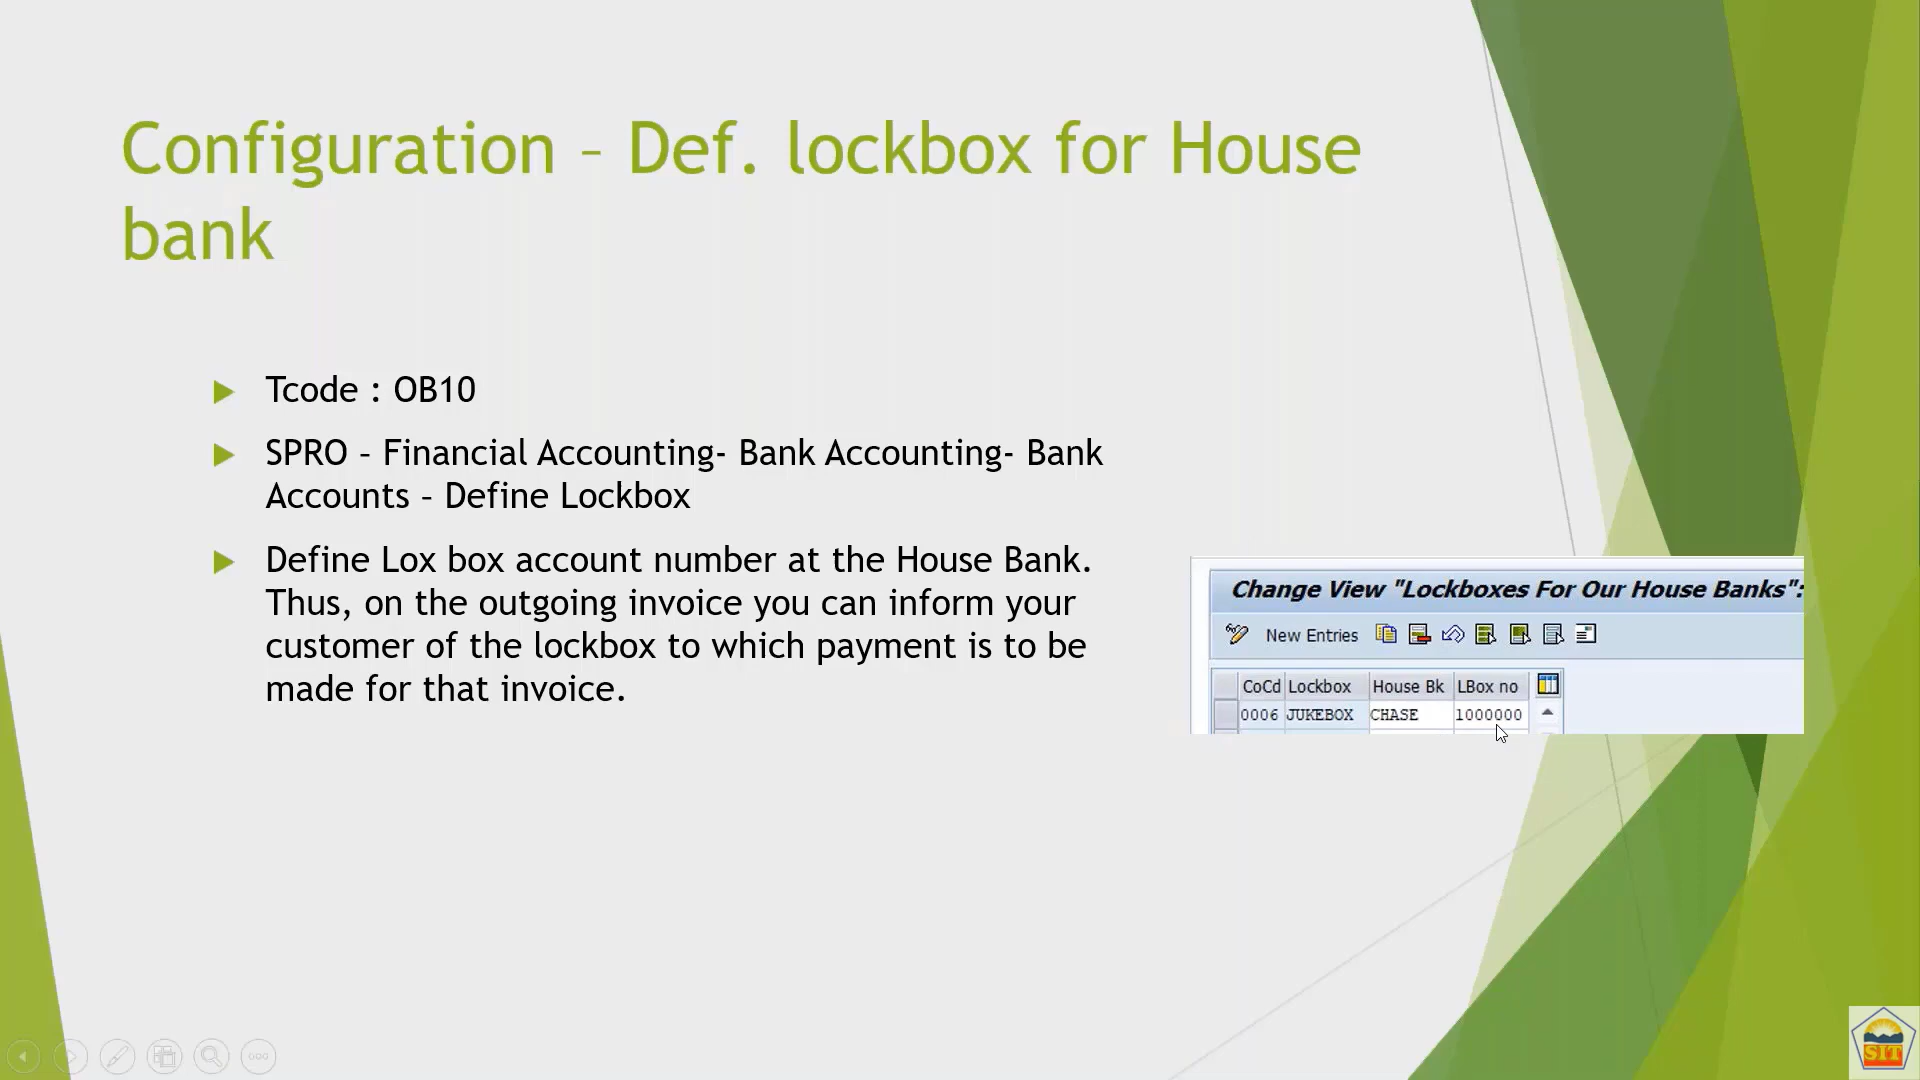 Configuration – Def. lockbox for House
bank
Tcode : OB10
SPRO – Financial Accounting- Bank Accounting- Bank
Accounts – Define Lockbox
Define Lox box account number at the House Bank.
Thus, on the outgoing invoice you can inform your
customer of the lockbox to which payment is to be
made for that invoice.
Change View "Lockboxes For Our House Banks":
New Entries
CoCd Lockbox House Bk LBox no
0006 JUKEBOX CHASE 1000000
SIT